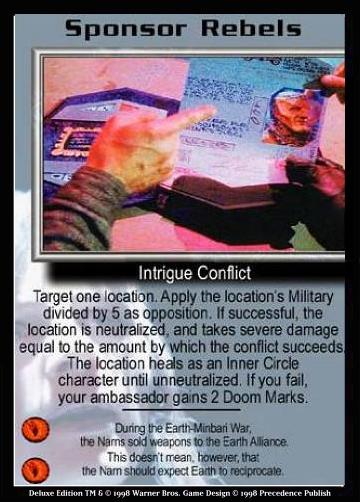 Sponsor Rebels
Intrigue Conflict
Target one location. Apply the location's Military
divided by 5 as opposition. If successful, the
location is neutralized, and takes severe damage
equal to the amount by which the conflict succeeds.
The location heals as an Inner Circle
character until unneutralized. If you fail,
your ambassador gains 2 Doom Marks.
During the Earth-Minbari War,
the Narns sold weapons to the Earth Alliance.
This doesn't mean, however, that
the Narn should expect Earth to reciprocate.
Deluxe Edition TM & © 1998 Warner Bros. Game Design © 1998 Precedence Publish